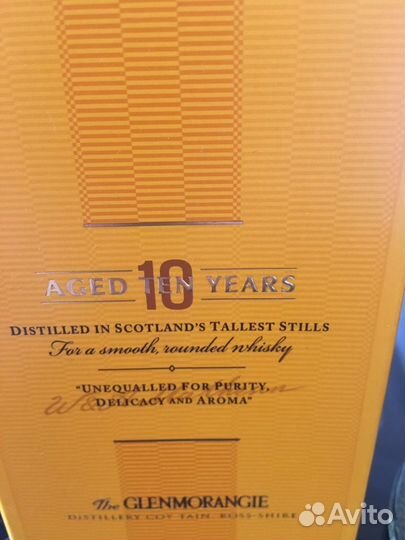 AGED TEN YEARS
10
DISTILLED IN SCOTLAND'S TALLEST STILLS
For a smooth, rounded whisky
"UNEQUALLED FOR PURITY,
DELICACY AND AROMA"
The GLENMORANGIE
DISTILLERY COY TAIN, ROSS-SHIRE
Avito